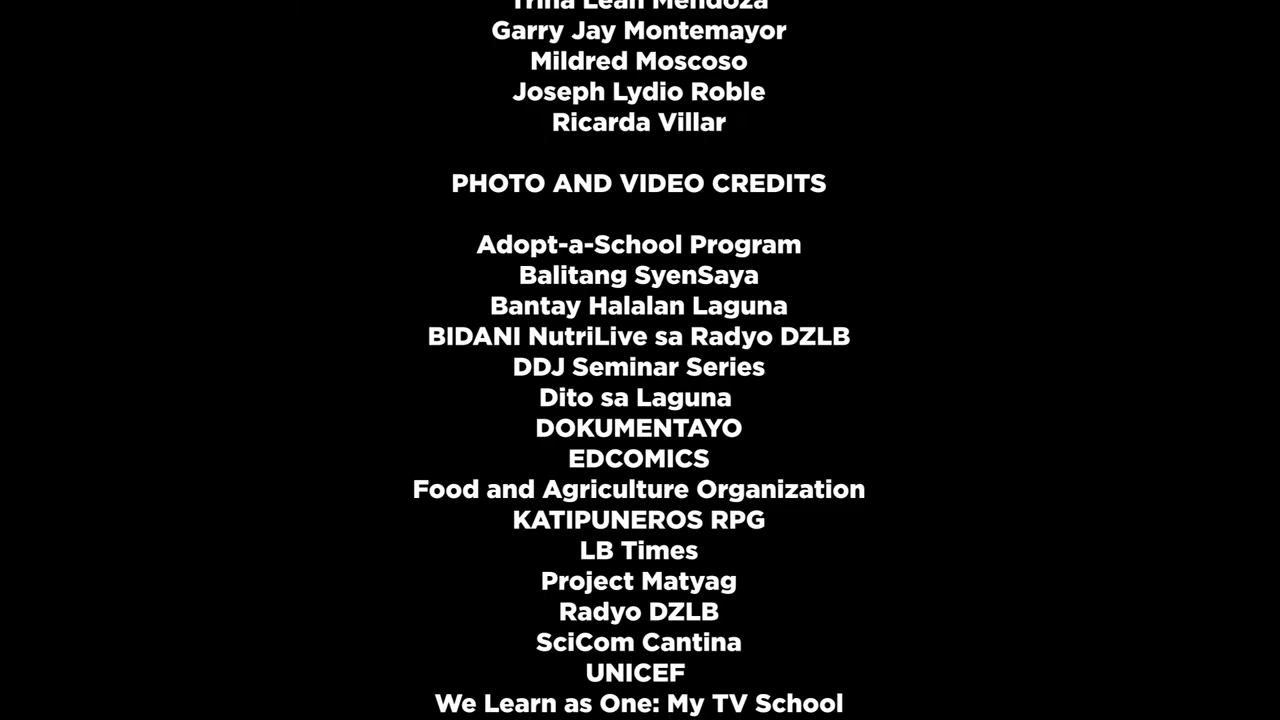 Trina Leah Mendoza
Garry Jay Montemayor
Mildred Moscoso
Joseph Lydio Roble
Ricarda Villar
PHOTO AND VIDEO CREDITS
Adopt-a-School Program
Balitang SyenSaya
Bantay Halalan Laguna
BIDANI NutriLive sa Radyo DZLB
DDJ Seminar Series
Dito sa Laguna
DOKUMENTAYO
EDCOMICS
Food and Agriculture Organization
KATIPUNEROS RPG
LB Times
Project Matyag
Radyo DZLB
SciCom Cantina
UNICEF
We Learn as One: My TV School